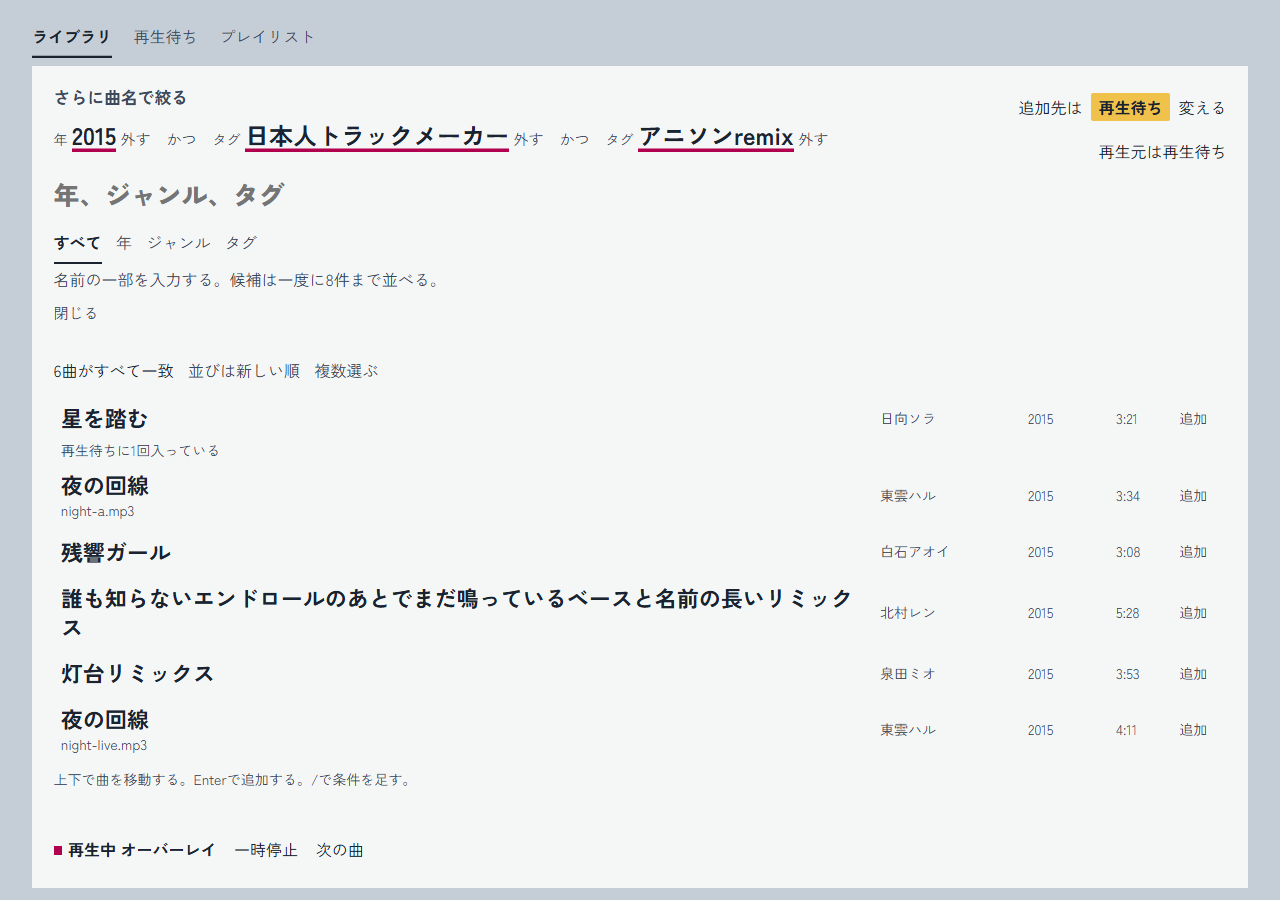 ライブラリ 再生待ち プレイリスト
さらに曲名で絞る
追加先は 再生待ち 変える
年 2015 外す かつ タグ 日本人トラックメーカー 外す かつ タグ アニソンremix 外す
再生元は再生待ち
年、ジャンル、タグ
すべて 年 ジャンル タグ
名前の一部を入力する。候補は一度に8件まで並べる。
閉じる
6曲がすべて一致 並びは新しい順 複数選ぶ
星を踏む 日向ソラ 2015 3:21 追加
再生待ちに1回入っている
夜の回線 東雲ハル 2015 3:34 追加
night-a.mp3
残響ガール 白石アオイ 2015 3:08 追加
誰も知らないエンドロールのあとでまだ鳴っているベースと名前の長いリミック
ス 北村レン 2015 5:28 追加
灯台リミックス 泉田ミオ 2015 3:53 追加
夜の回線 東雲ハル 2015 4:11 追加
night-live.mp3
上下で曲を移動する。Enterで追加する。/で条件を足す。
再生中 オーバーレイ 一時停止 次の曲